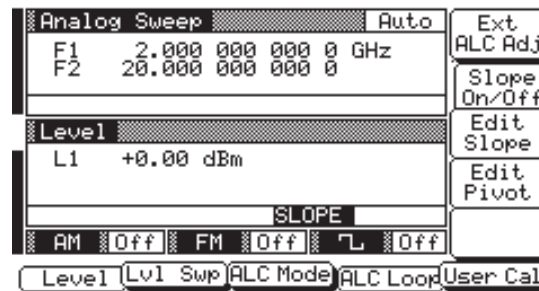 Analog Sweep Auto
F1 2.000 000 000 0 GHz
F2 20.000 000 000 0
Level
L1 +0.00 dBm
SLOPE
AM Off FM Off Off
Ext
ALC Adj
Slope
On/Off
Edit
Slope
Edit
Pivot
Level Lvl Swp ALC Mode ALC Loop User Cal